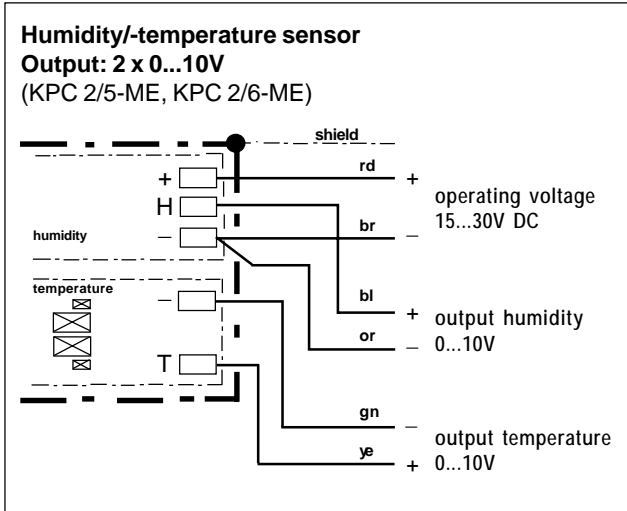 Humidity/-temperature sensor
Output: 2 x 0...10V
(KPC 2/5-ME, KPC 2/6-ME)
shield
rd
+ +
operating voltage
15...30V DC
H
br
humidity
– –
temperature
–
bl
+ output humidity
or
– 0...10V
T
gn
–
output temperature
ye
+ 0...10V